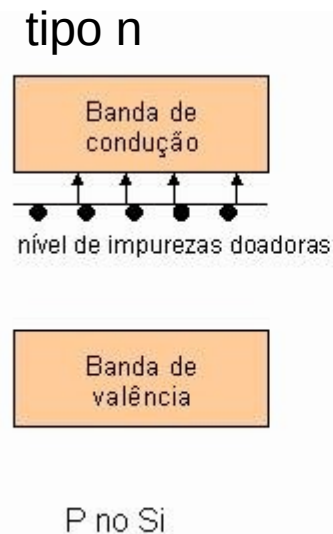 tipo n
Banda de
condução
nível de impurezas doadoras
Banda de
valência
P no Si